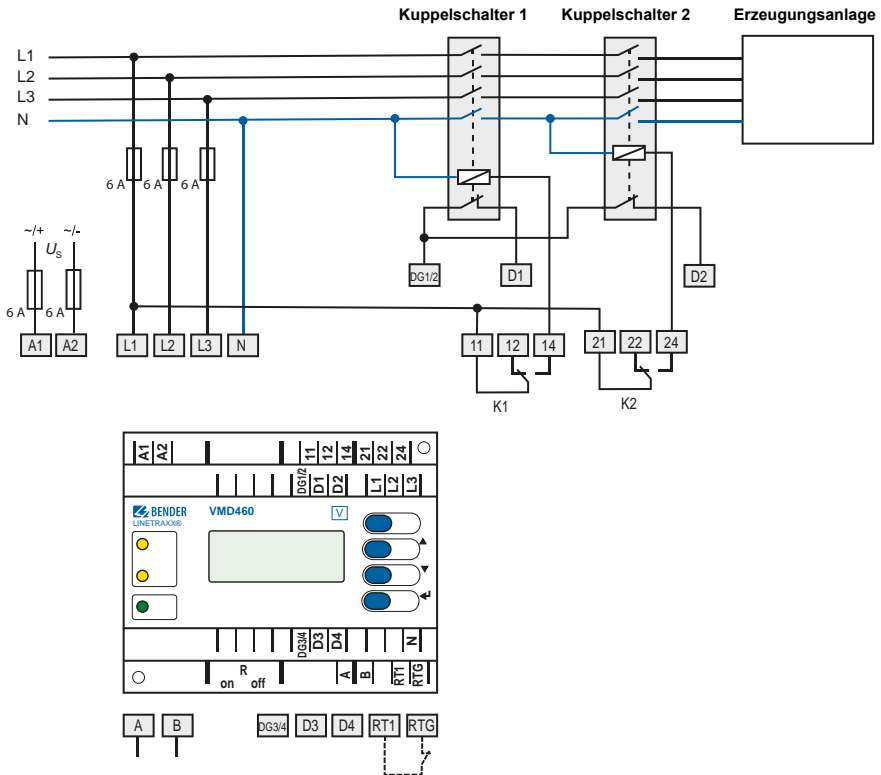 Kuppelschalter 1 Kuppelschalter 2 Erzeugungsanlage
L1
L2
L3
N
6 A 6 A 6 A
~/+ ~/-
US
6 A 6 A
DG1/2 D1 D2
A1 A2 L1 L2 L3 N 11 12 14 21 22 24
K1 K2
A1 A2 11 12 14 21 22 24
DG1/2 D1 D2 L1 L2 L3
BENDER VMD460 V
LINETRAXX®
DG3/4 D3 D4 N
R
on off
A B RT1 RTG
A B DG3/4 D3 D4 RT1 RTG